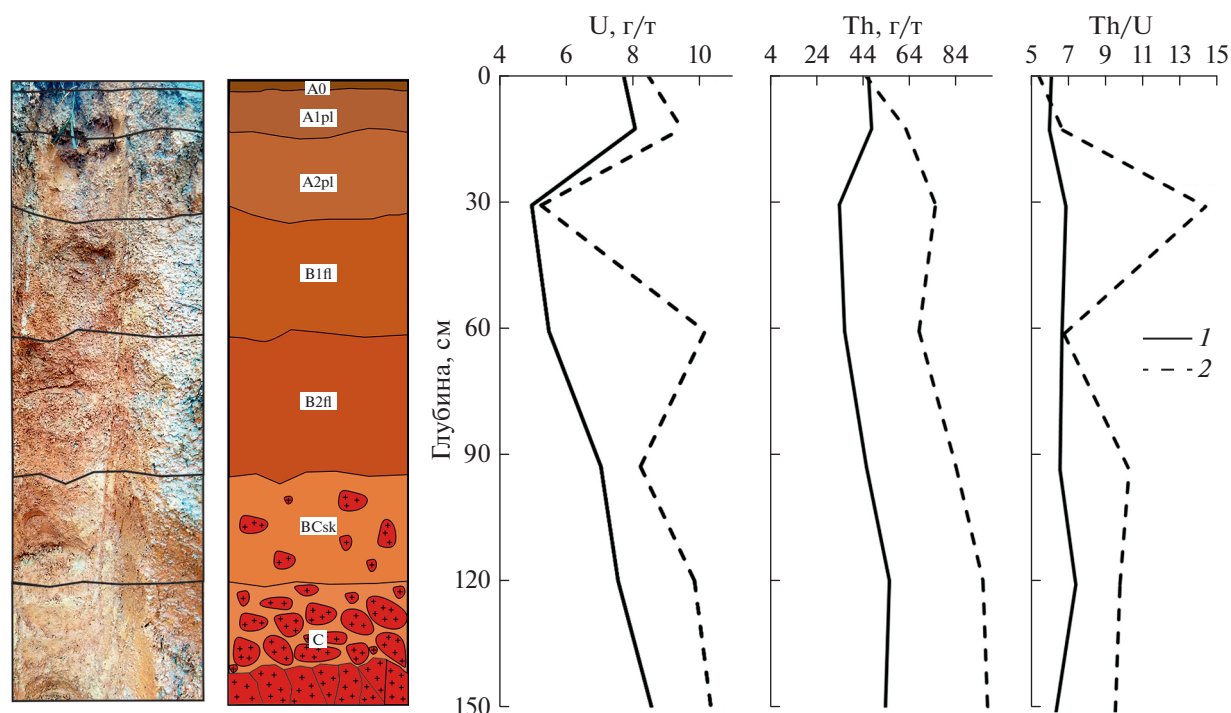 U, г/т
Th, г/т
Th/U
4 6 8 10
4 24 44 64 84
5 7 9 11 13 15
0
30
60
90
120
150
Глубина, см
A0
A1pl
A2pl
B1fl
B2fl
BCsk
C
1
2